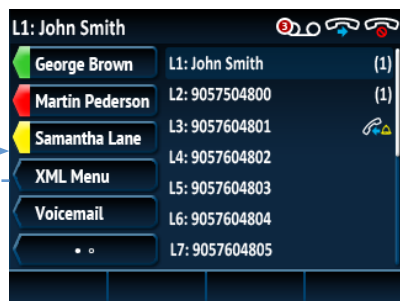 L1: John Smith
3
George Brown
Martin Pederson
Samantha Lane
XML Menu
Voicemail
L1: John Smith (1)
L2: 9057504800 (1)
L3: 9057604801
L4: 9057604802
L5: 9057604803
L6: 9057604804
L7: 9057604805